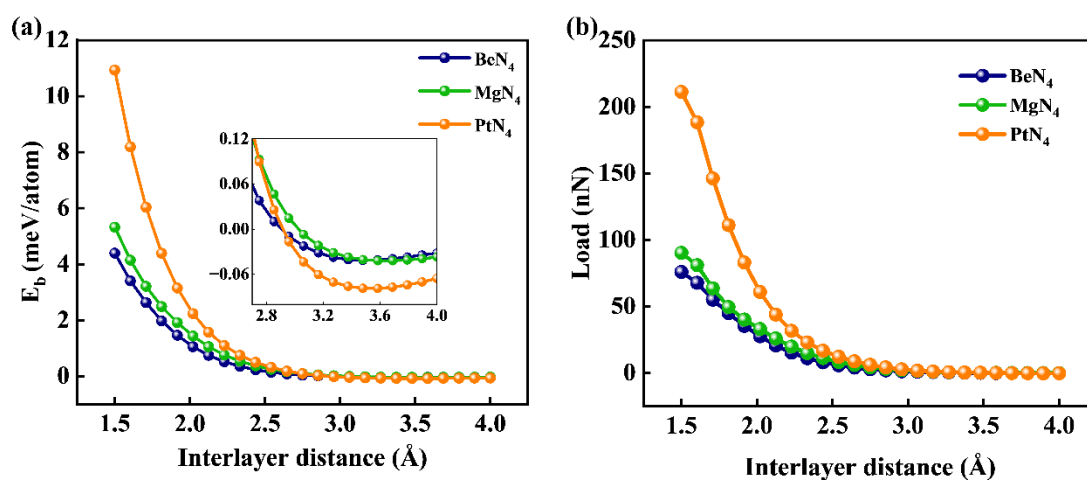 (a)
12
10
8
6
4
2
0
E_b (meV/atom)
BeN₄
MgN₄
PtN₄
0.12
0.06
0.00
−0.06
2.8 3.2 3.6 4.0
1.5 2.0 2.5 3.0 3.5 4.0
Interlayer distance (Å)
(b)
250
200
150
100
50
0
Load (nN)
BeN₄
MgN₄
PtN₄
1.5 2.0 2.5 3.0 3.5 4.0
Interlayer distance (Å)